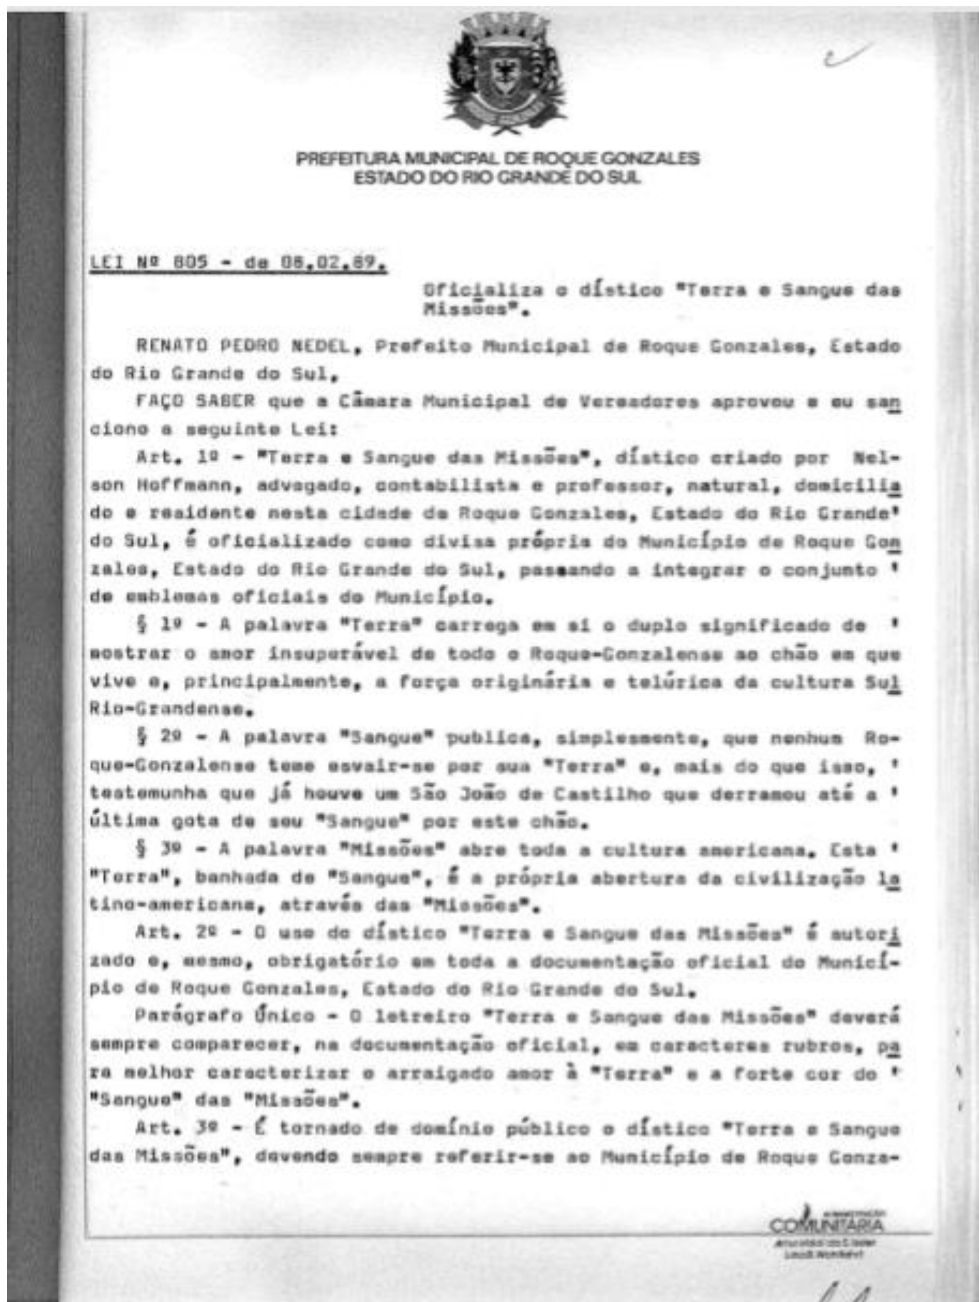 PREFEITURA MUNICIPAL DE ROQUE GONZALES
ESTADO DO RIO GRANDE DO SUL
LEI Nº 805 - de 08.02.89.
Oficializa o dístico "Terra e Sangue das
Missões".
RENATO PEDRO NEDEL, Prefeito Municipal de Roque Gonzales, Estado
do Rio Grande do Sul,
FAÇO SABER que a Câmara Municipal de Vereadores aprovou e eu san
ciono a seguinte Lei:
Art. 1º - "Terra e Sangue das Missões", dístico criado por Nel-
son Hoffmann, advogado, contabilista e professor, natural, domicilia
do e residente nesta cidade de Roque Gonzales, Estado do Rio Grande'
do Sul, é oficializado como divisa própria do Município de Roque Gon
zales, Estado do Rio Grande do Sul, passando a integrar o conjunto '
de emblemas oficiais do Município.
§ 1º - A palavra "Terra" carrega em si o duplo significado de '
mostrar o amor insuperável de todo o Roque-Gonzalense ao chão em que
vive e, principalmente, a força originária e telúrica da cultura Sul
Rio-Grandense.
§ 2º - A palavra "Sangue" publica, simplesmente, que nenhum Ro-
que-Gonzalense teme esvair-se por sua "Terra" e, mais do que isso, '
testemunha que já houve um São João de Castilho que derramou até a '
última gota de seu "Sangue" por este chão.
§ 3º - A palavra "Missões" abre toda a cultura americana. Esta '
"Terra", banhada de "Sangue", é a própria abertura da civilização la
tino-americana, através das "Missões".
Art. 2º - O uso do dístico "Terra e Sangue das Missões" é autori
zado e, mesmo, obrigatório em toda a documentação oficial do Municí-
pio de Roque Gonzales, Estado do Rio Grande do Sul.
Parágrafo Único - O letreiro "Terra e Sangue das Missões" deverá
sempre comparecer, na documentação oficial, em caracteres rubros, pa
ra melhor caracterizar o arraigado amor à "Terra" e a forte cor do '
"Sangue" das "Missões".
Art. 3º - É tornado de domínio público o dístico "Terra e Sangue
das Missões", devendo sempre referir-se ao Município de Roque Gonza-
COMUNITÁRIA